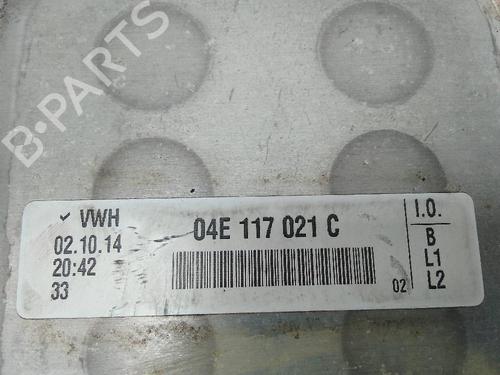 B-PARTS
✓ VWH
02.10.14
20:42
33
04E 117 021 C
02
I.O.
B
L1
L2